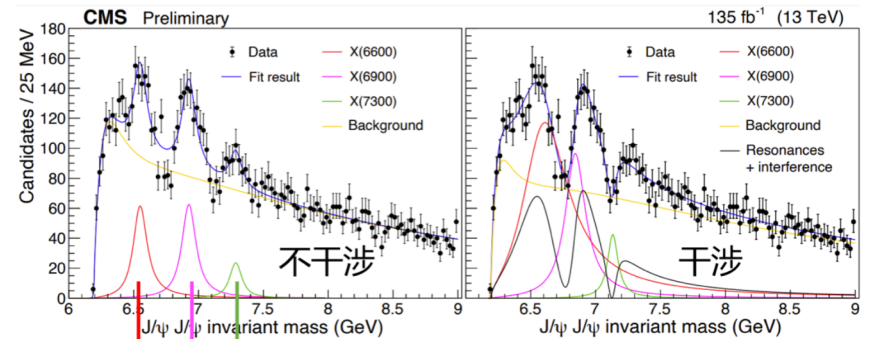 CMS Preliminary
135 fb⁻¹ (13 TeV)
Candidates / 25 MeV
180
160
140
120
100
80
60
40
20
0
Data
Fit result
X(6600)
X(6900)
X(7300)
Background
不干涉
6 6.5 7 7.5 8 8.5 9
J/ψ J/ψ invariant mass (GeV)
Data
Fit result
X(6600)
X(6900)
X(7300)
Background
Resonances
+ interference
干涉
6 6.5 7 7.5 8 8.5 9
J/ψ J/ψ invariant mass (GeV)